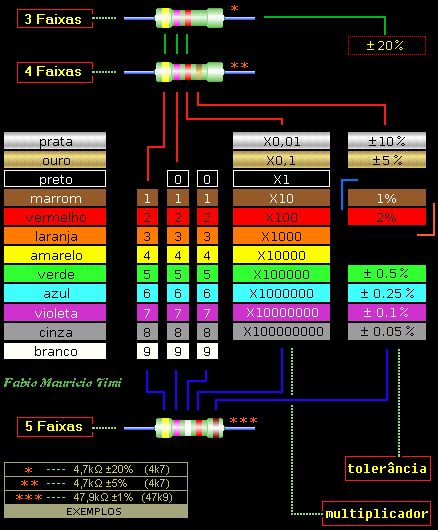 3 Faixas
*
±20%
4 Faixas
**
prata X0,01 ±10%
ouro X0,1 ±5%
preto 0 0 X1
marrom 1 1 1 X10 1%
vermelho 2 2 2 X100 2%
laranja 3 3 3 X1000
amarelo 4 4 4 X10000
verde 5 5 5 X100000 ±0.5%
azul 6 6 6 X1000000 ±0.25%
violeta 7 7 7 X10000000 ±0.1%
cinza 8 8 8 X100000000 ±0.05%
branco 9 9 9
Fabio Mauricio Timi
5 Faixas
***
tolerância
* ---- 4,7kΩ ±20% (4k7)
** ---- 4,7kΩ ±5% (4k7)
*** ---- 47,9kΩ ±1% (47k9)
EXEMPLOS
multiplicador